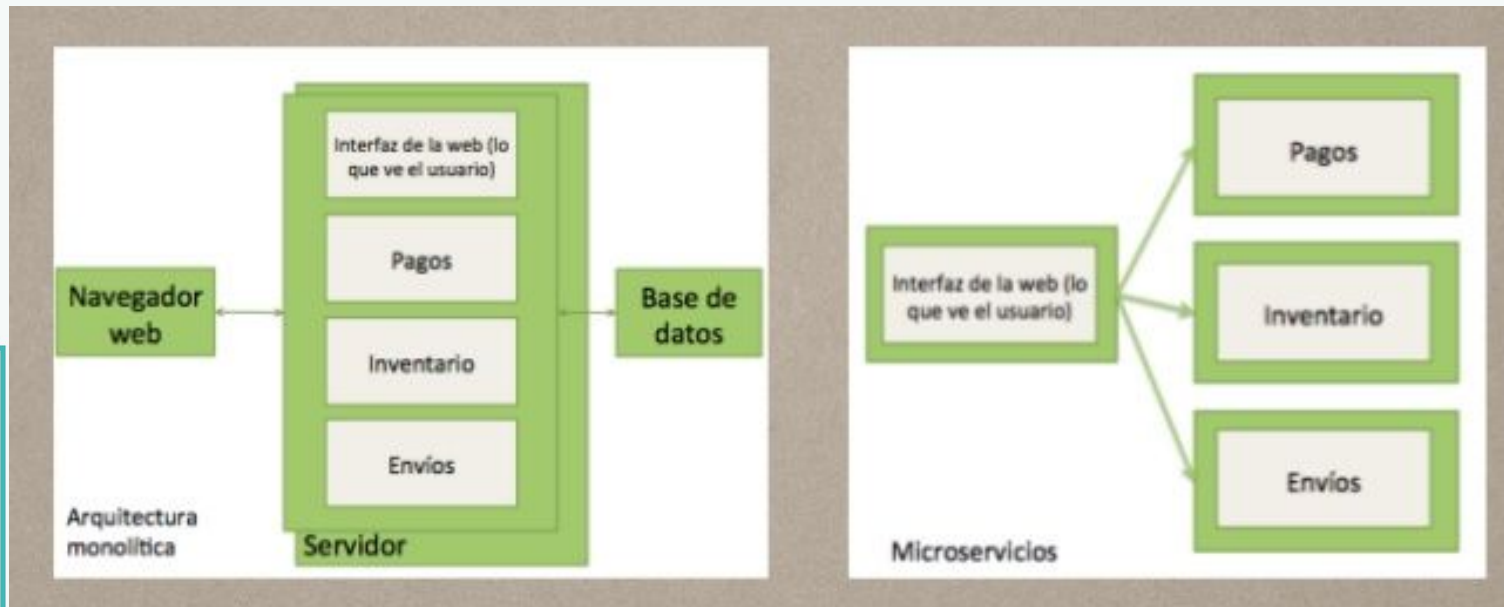 Navegador
web
Interfaz de la web (lo
que ve el usuario)
Pagos
Inventario
Envíos
Servidor
Base de
datos
Arquitectura
monolítica
Interfaz de la web (lo
que ve el usuario)
Pagos
Inventario
Envíos
Microservicios